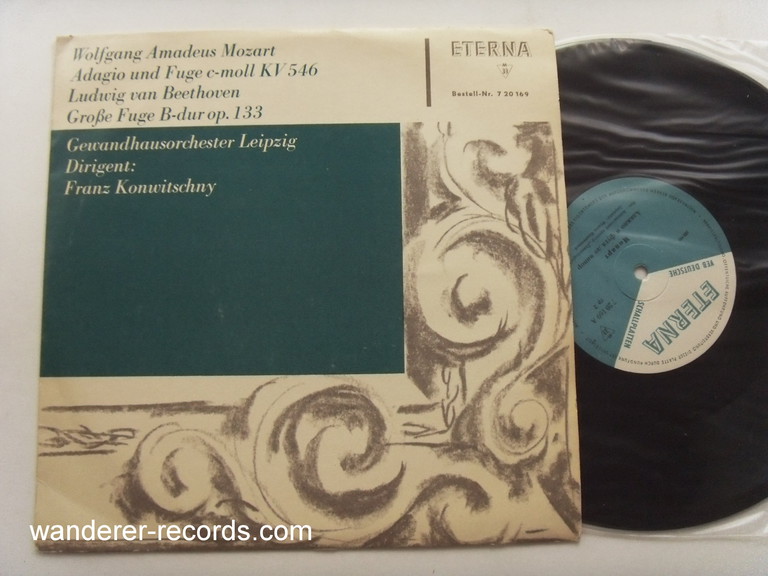 Wolfgang Amadeus Mozart
Adagio und Fuge c-moll KV 546
Ludwig van Beethoven
Große Fuge B-dur op. 133
ETERNA
Bestell-Nr. 7 20 169
Gewandhausorchester Leipzig
Dirigent:
Franz Konwitschny
ETERNA
VEB DEUTSCHE
SCHALLPLATTEN
wanderer-records.com